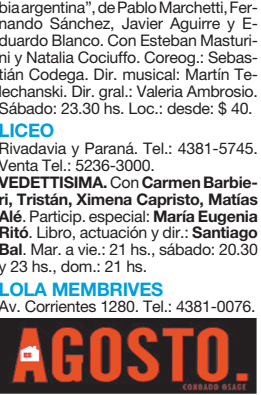 bia argentina", de Pablo Marchetti, Fer-
nando Sánchez, Javier Aguirre y E-
duardo Blanco. Con Esteban Masturi-
ni y Natalia Cociuffo. Coreog.: Sebas-
tián Codega. Dir. musical: Martín Te-
lechanski. Dir. gral.: Valeria Ambrosio.
Sábado: 23.30 hs. Loc.: desde: $ 40.
LICEO
Rivadavia y Paraná. Tel.: 4381-5745.
Venta Tel.: 5236-3000.
VEDETTISIMA. Con Carmen Barbie-
ri, Tristán, Ximena Capristo, Matías
Alé. Particip. especial: María Eugenia
Ritó. Libro, actuación y dir.: Santiago
Bal. Mar. a vie.: 21 hs., sábado: 20.30
y 23 hs., dom.: 21 hs.
LOLA MEMBRIVES
Av. Corrientes 1280. Tel.: 4381-0076.
AGOSTO.
CONDADO OSAGE